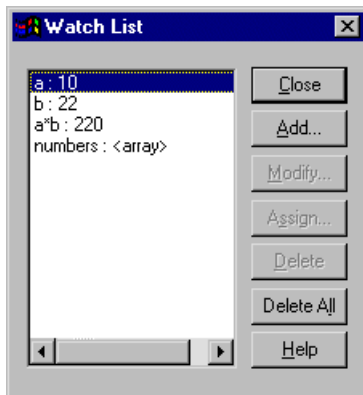 Watch List
a : 10
b : 22
a*b : 220
numbers : <array>
Close
Add...
Modify...
Assign...
Delete
Delete All
Help